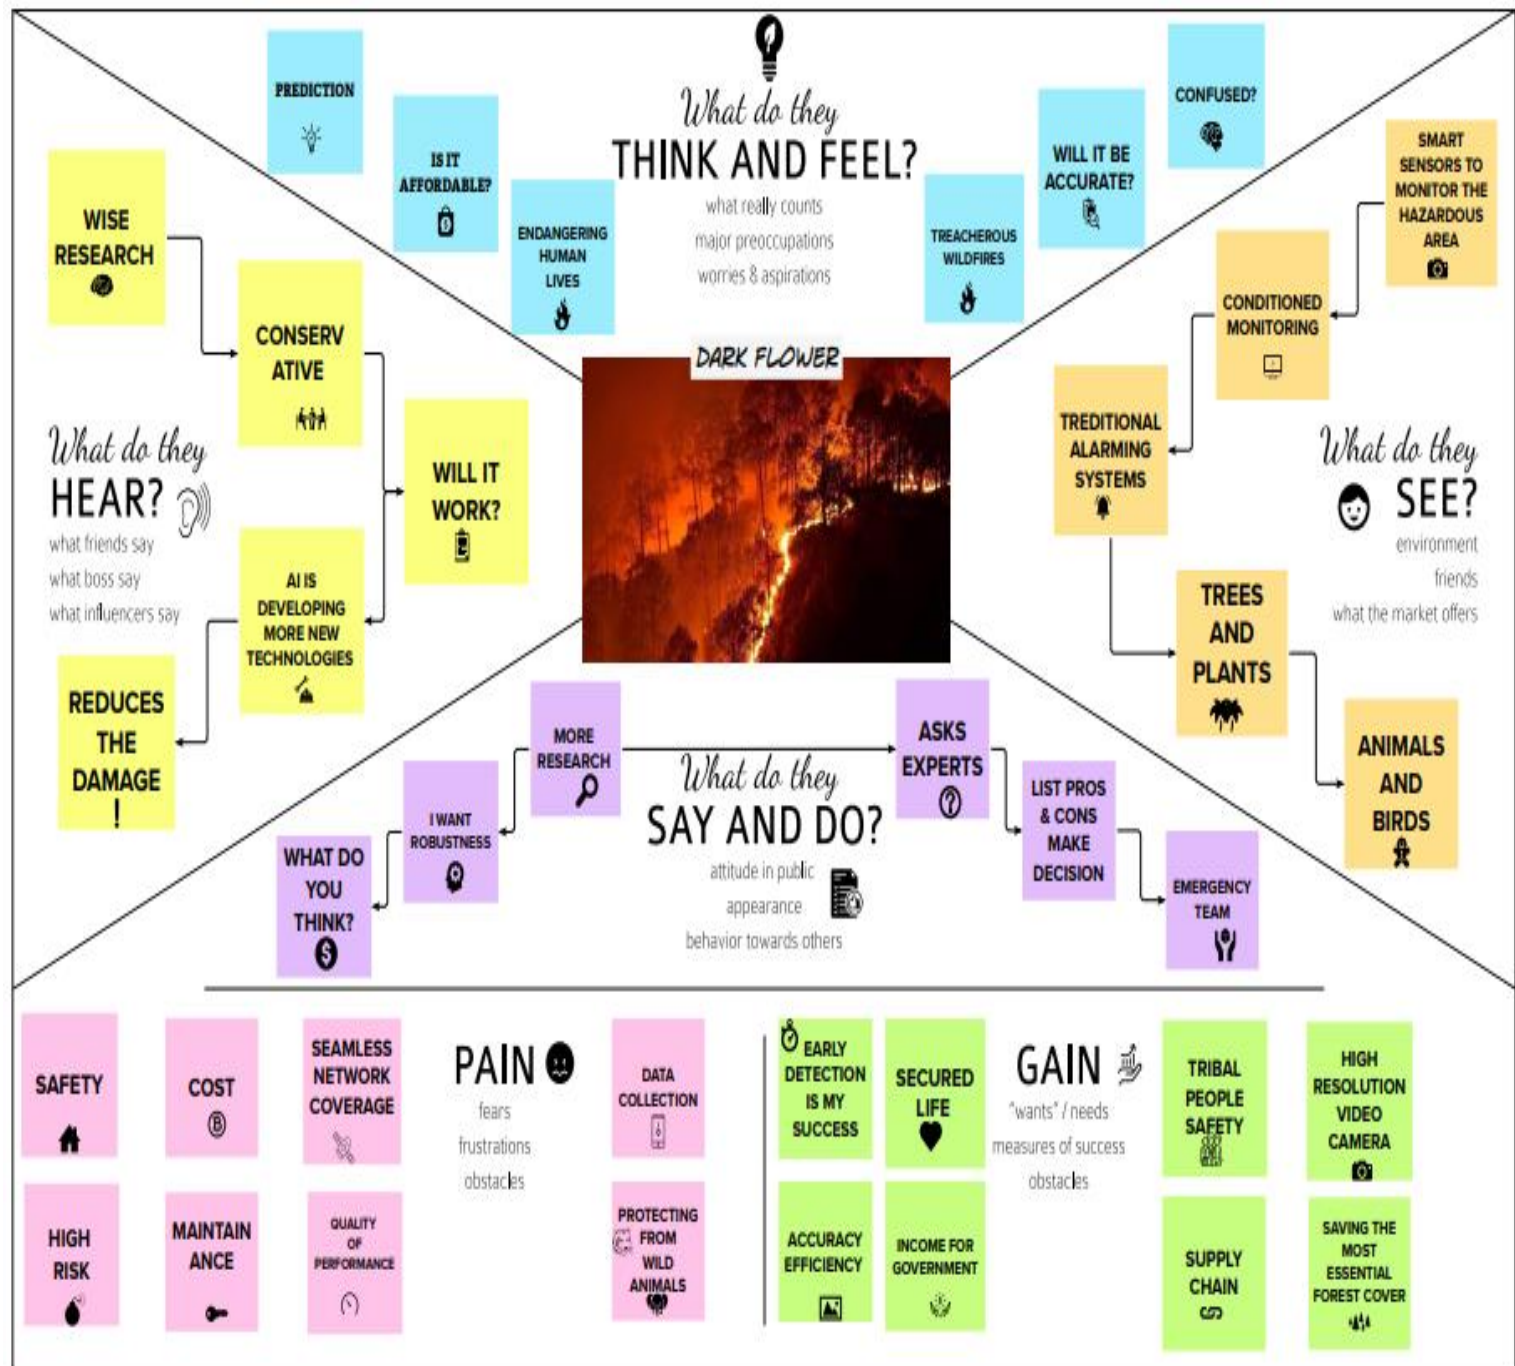 What do they
THINK AND FEEL?
what really counts
major preoccupations
worries & aspirations
PREDICTION
IS IT
AFFORDABLE?
ENDANGERING
HUMAN
LIVES
TREACHEROUS
WILDFIRES
WILL IT BE
ACCURATE?
CONFUSED?
What do they
HEAR?
what friends say
what boss say
what influencers say
WISE
RESEARCH
CONSERV
ATIVE
WILL IT
WORK?
AI IS
DEVELOPING
MORE NEW
TECHNOLOGIES
REDUCES
THE
DAMAGE
!
DARK FLOWER
What do they
SEE?
environment
friends
what the market offers
SMART
SENSORS TO
MONITOR THE
HAZARDOUS
AREA
CONDITIONED
MONITORING
TREDITIONAL
ALARMING
SYSTEMS
TREES
AND
PLANTS
ANIMALS
AND
BIRDS
What do they
SAY AND DO?
attitude in public
appearance
behavior towards others
MORE
RESEARCH
I WANT
ROBUSTNESS
WHAT DO
YOU
THINK?
ASKS
EXPERTS
LIST PROS
& CONS
MAKE
DECISION
EMERGENCY
TEAM
PAIN
fears
frustrations
obstacles
SAFETY
COST
SEAMLESS
NETWORK
COVERAGE
DATA
COLLECTION
HIGH
RISK
MAINTAIN
ANCE
QUALITY
OF
PERFORMANCE
PROTECTING
FROM
WILD
ANIMALS
GAIN
"wants" / needs
measures of success
obstacles
EARLY
DETECTION
IS MY
SUCCESS
SECURED
LIFE
TRIBAL
PEOPLE
SAFETY
HIGH
RESOLUTION
VIDEO
CAMERA
ACCURACY
EFFICIENCY
INCOME FOR
GOVERNMENT
SUPPLY
CHAIN
SAVING THE
MOST
ESSENTIAL
FOREST COVER